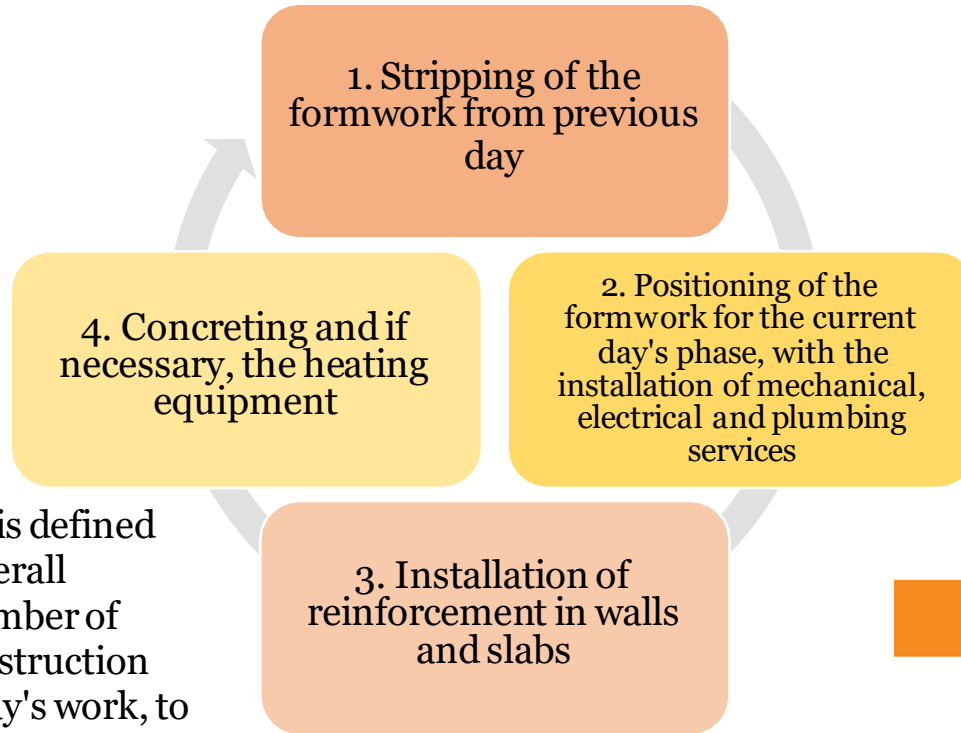 1. Stripping of the
formwork from previous
day
2. Positioning of the
formwork for the current
day's phase, with the
installation of mechanical,
electrical and plumbing
services
3. Installation of
reinforcement in walls
and slabs
4. Concreting and if
necessary, the heating
equipment
is defined
erall
mber of
struction
y's work, to